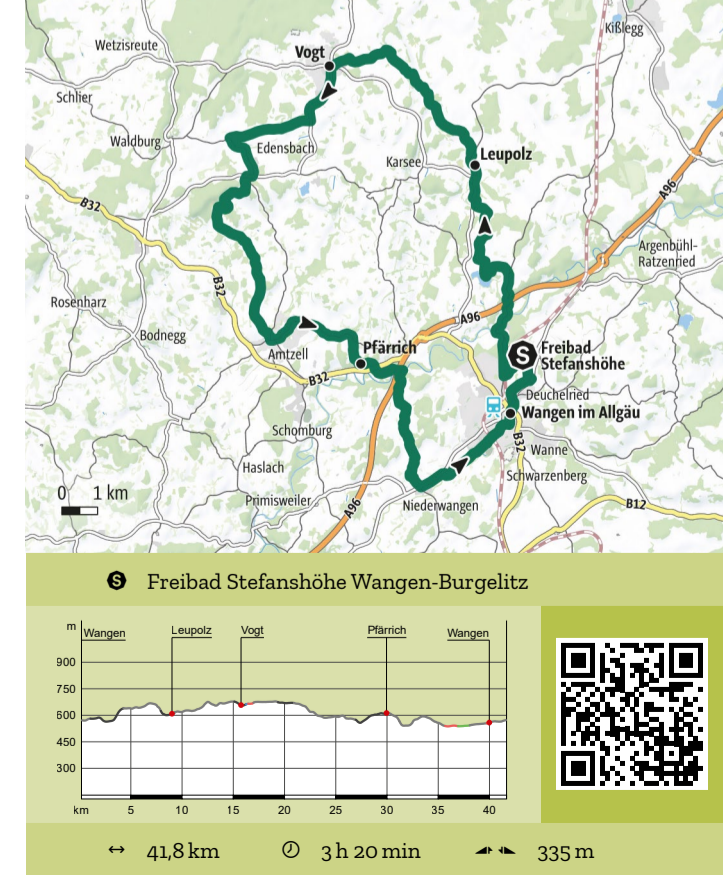 Kißlegg
Wetzisreute
Vogt
Schlier
Waldburg
Edensbach
Karsee
Leupolz
A96
B32
Argenbühl-
Ratzenried
B32
Rosenharz
Bodnegg
A96
Amtzell
Pfärrich
S
Freibad
Stefanshöhe
B32
Deuchelried
Wangen im Allgäu
Schomburg
B32
Wanne
Haslach
Schwarzenberg
0 1 km
Primisweiler
A96
Niederwangen
B12
S Freibad Stefanshöhe Wangen-Burgelitz
m
Wangen Leupolz Vogt Pfärrich Wangen
900
750
600
450
300
km 5 10 15 20 25 30 35 40
41,8 km 3 h 20 min 335 m